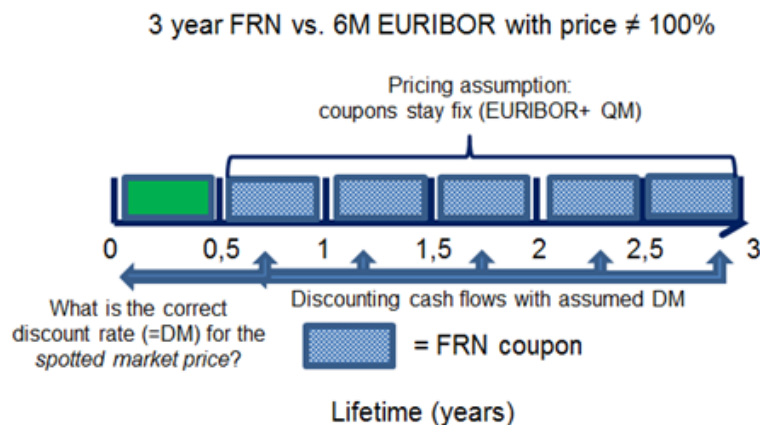 3 year FRN vs. 6M EURIBOR with price ≠ 100%
Pricing assumption:
coupons stay fix (EURIBOR+ QM)
0 0,5 1 1,5 2 2,5 3
What is the correct
discount rate (=DM) for the
spotted market price?
Discounting cash flows with assumed DM
= FRN coupon
Lifetime (years)